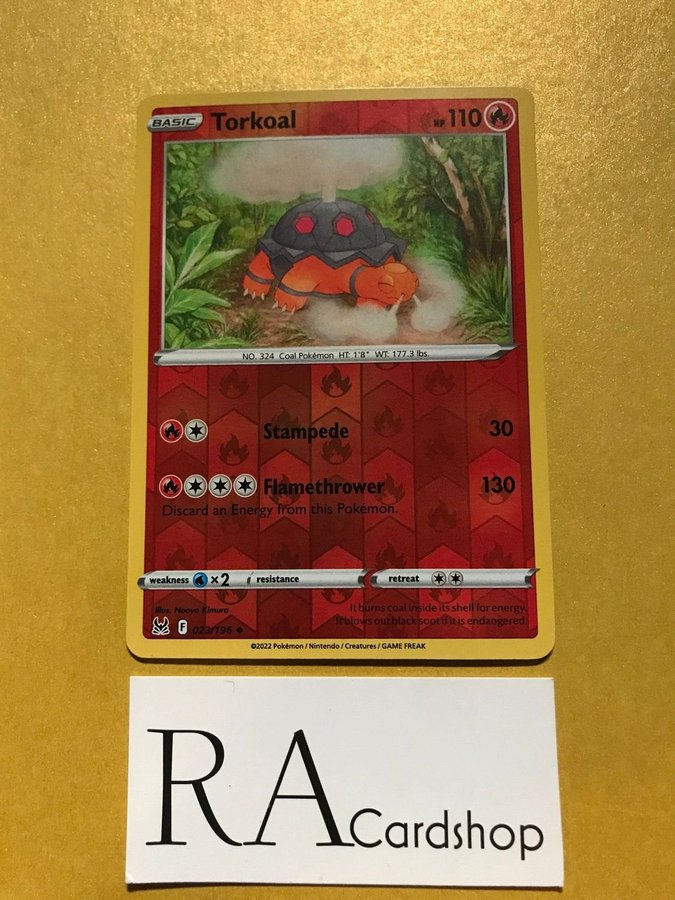 BASIC Torkoal HP 110
NO. 324 Coal Pokémon HT: 1'8" WT: 177.3 lbs.
Stampede 30
Flamethrower 130
Discard an Energy from this Pokémon.
weakness ×2 resistance retreat
Illus. Naoyo Kimura
It burns coal inside its shell for energy.
It blows out black soot if it is endangered.
F 023/196
©2022 Pokémon / Nintendo / Creatures / GAME FREAK
RA Cardshop